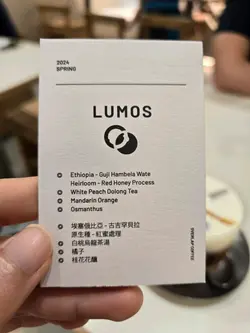 2024
SPRING
LUMOS
Ethiopia - Guji Hambela Wate
Heirloom - Red Honey Process
White Peach Oolong Tea
Mandarin Orange
Osmanthus
埃塞俄比亞 - 古吉罕貝拉
原生種 - 紅蜜處理
白桃烏龍茶湯
橘子
桂花花釀